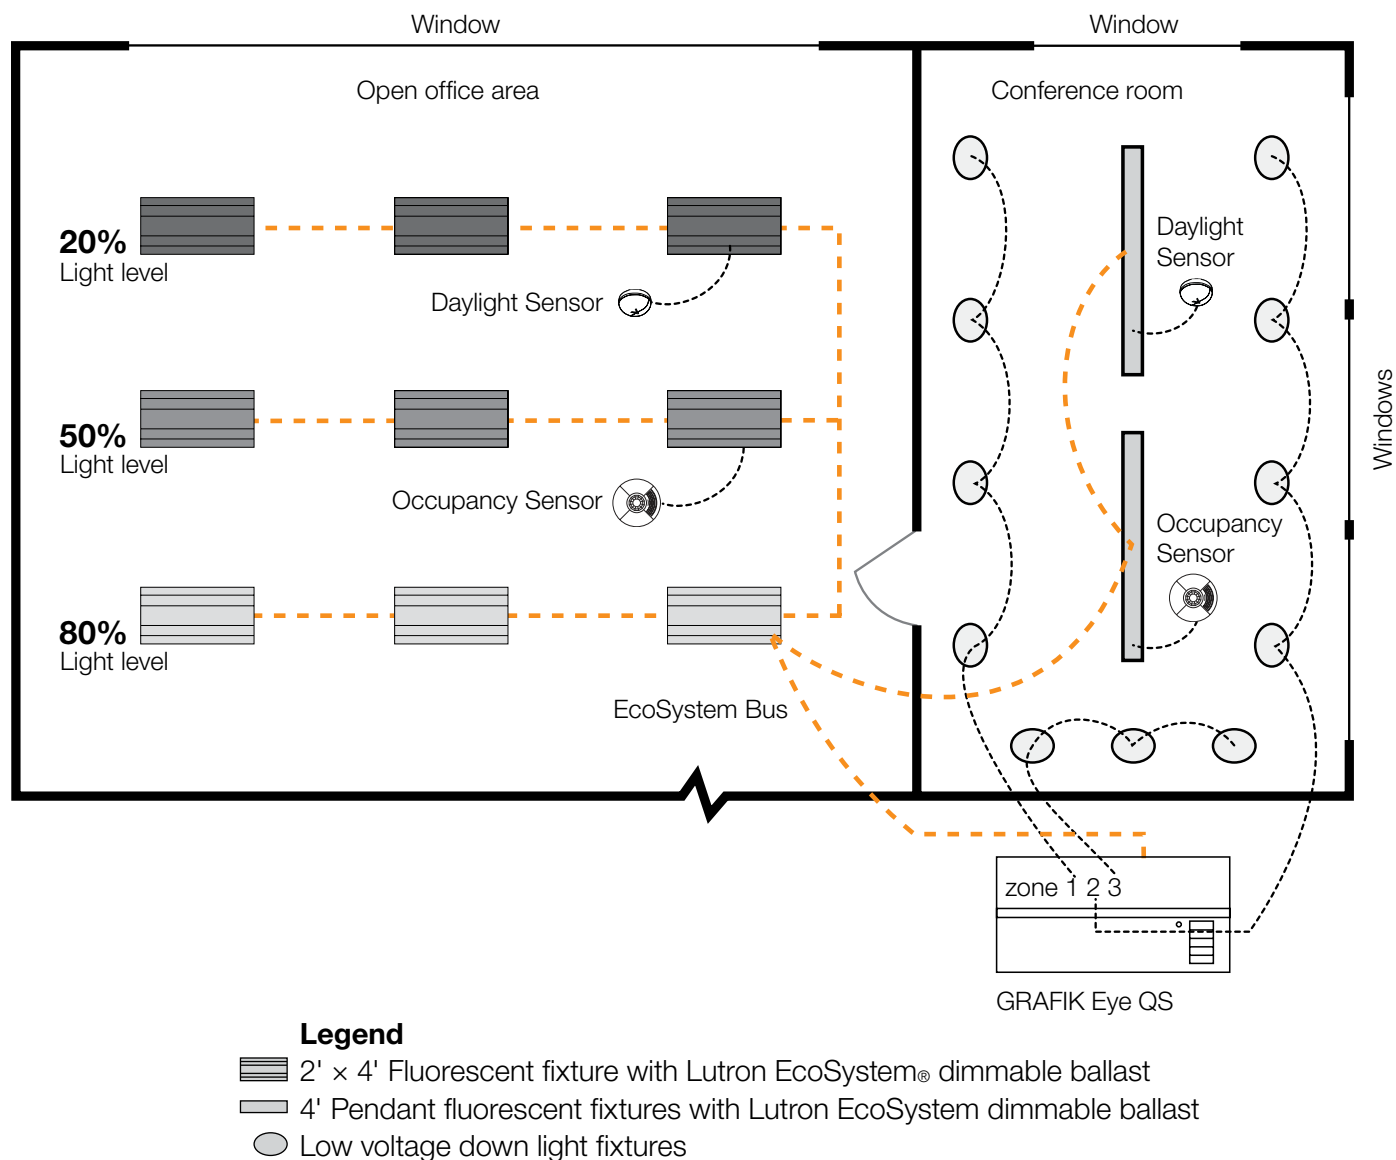 Window
Window
Open office area
Conference room
20%
Light level
Daylight Sensor
Daylight
Sensor
50%
Light level
Occupancy Sensor
Windows
Occupancy
Sensor
80%
Light level
EcoSystem Bus
zone 1 2 3
GRAFIK Eye QS
Legend
2' × 4' Fluorescent fixture with Lutron EcoSystem® dimmable ballast
4' Pendant fluorescent fixtures with Lutron EcoSystem dimmable ballast
Low voltage down light fixtures